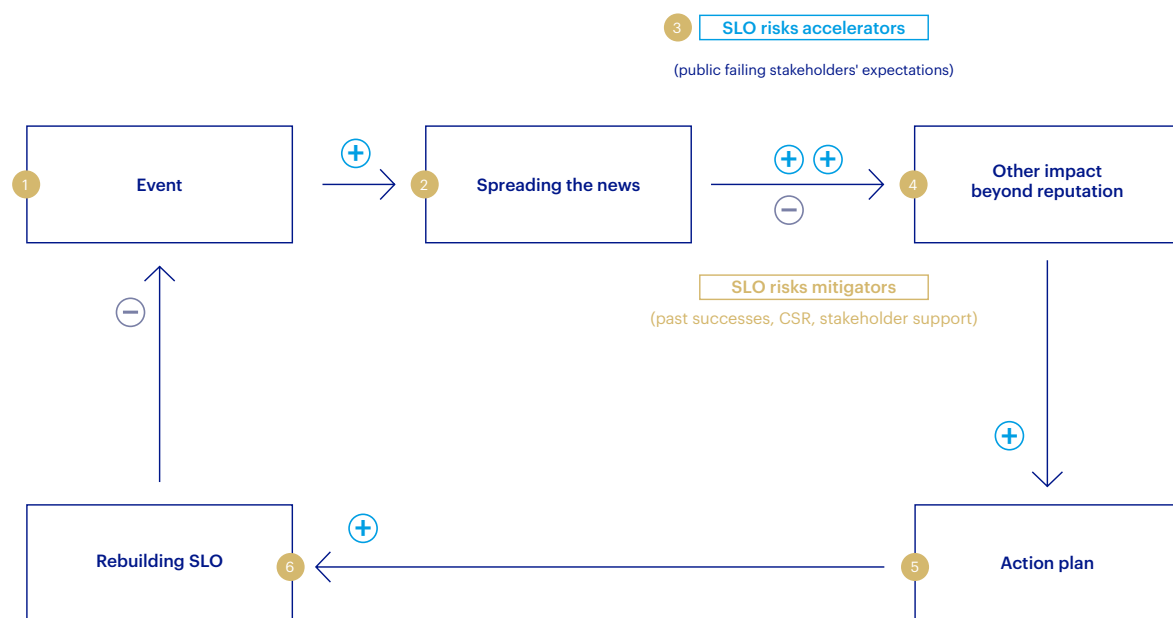 3
SLO risks accelerators
(public failing stakeholders' expectations)
1
Event
+
2
Spreading the news
+ +
−
4
Other impact
beyond reputation
SLO risks mitigators
(past successes, CSR, stakeholder support)
−
+
Rebuilding SLO
6
+
5
Action plan